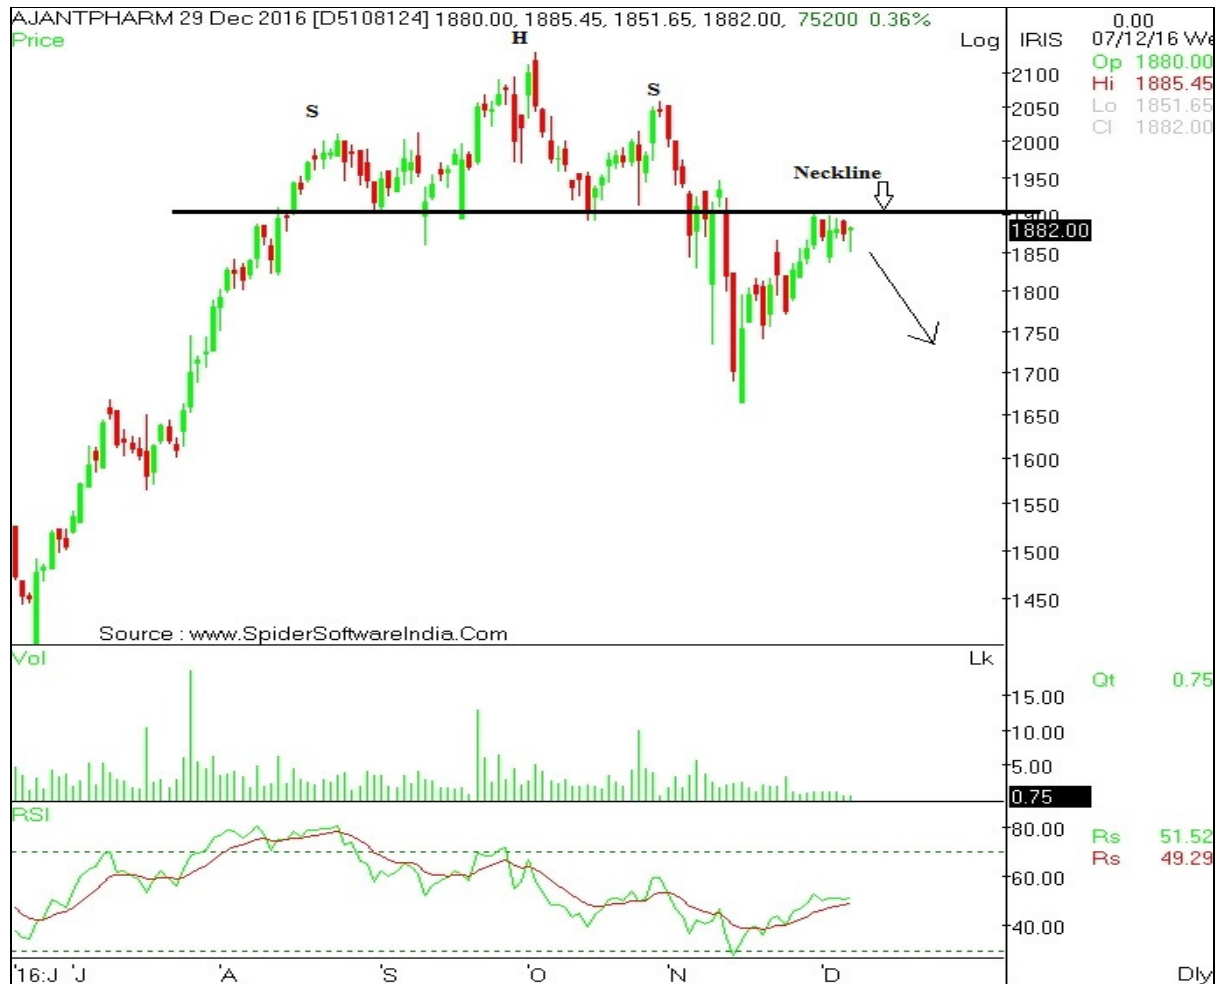 AJANTPHARM 29 Dec 2016 [D5108124] 1880.00, 1885.45, 1851.65, 1882.00, 75200 0.36%
0.00
Price
H
Log
IRIS
07/12/16 We
Op 1880.00
Hi 1885.45
Lo 1851.65
Cl 1882.00
2100
S
S
2050
2000
Neckline
1950
1900
1882.00
1850
1800
1750
1700
1650
1600
1550
1500
1450
Source : www.SpiderSoftwareIndia.Com
Vol
Lk
Qt 0.75
15.00
10.00
5.00
0.75
RSI
80.00
Rs 51.52
Rs 49.29
60.00
40.00
'16:J 'J 'A 'S 'O 'N 'D
Dly